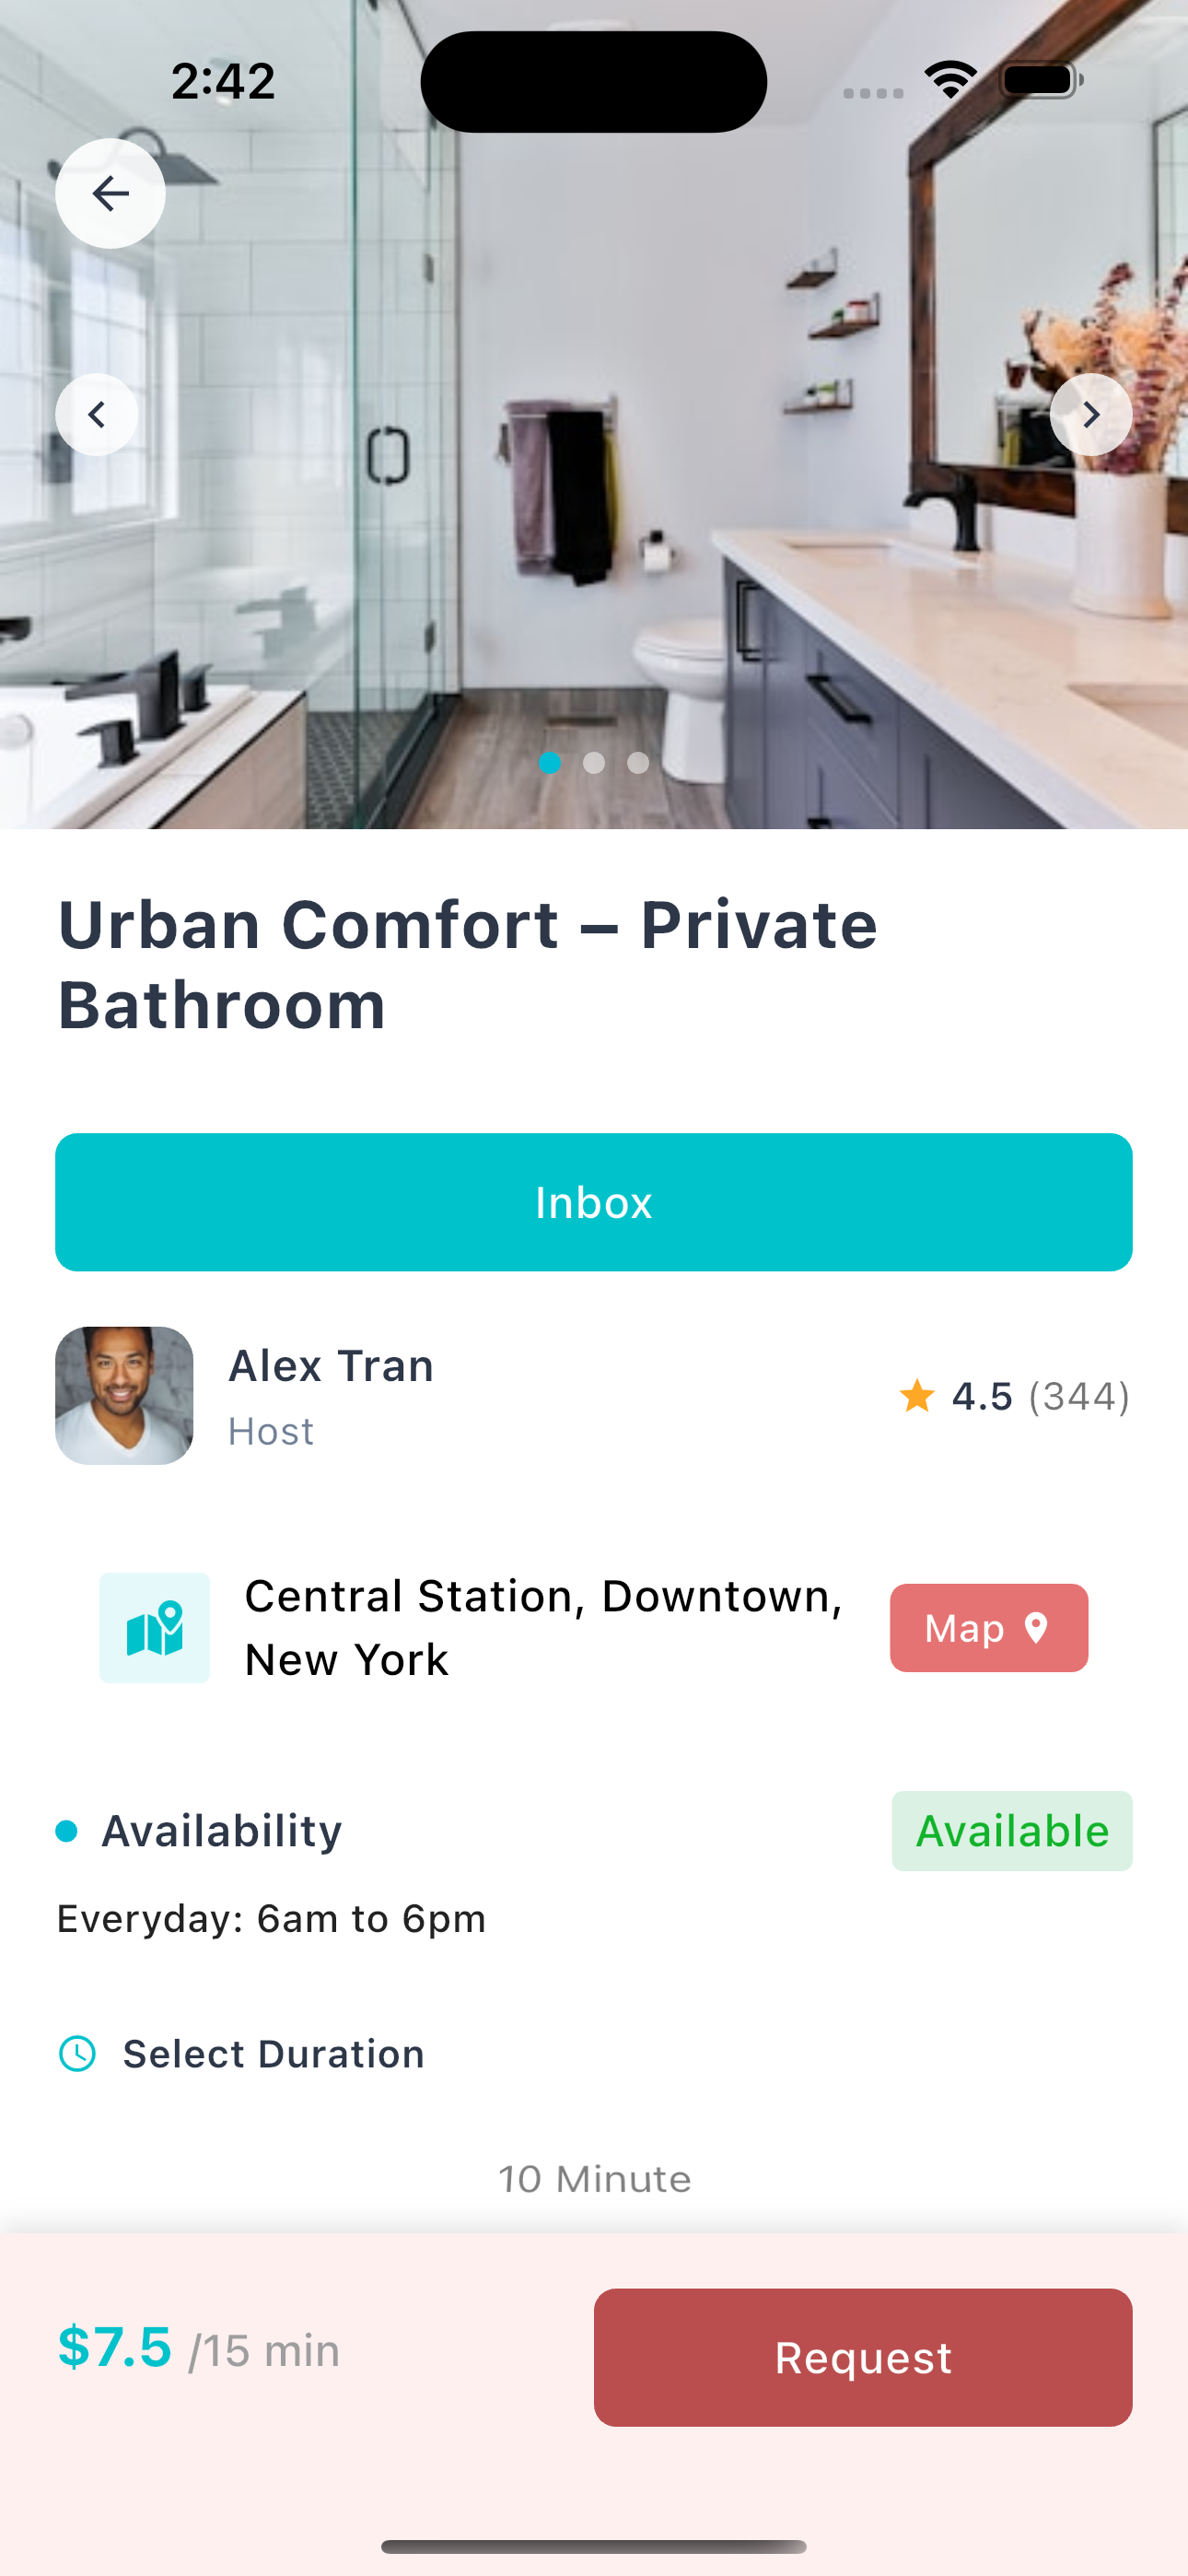 2:42
Urban Comfort – Private
Bathroom
Inbox
Alex Tran
Host
4.5 (344)
Central Station, Downtown,
New York
Map
Availability
Available
Everyday: 6am to 6pm
Select Duration
10 Minute
$7.5 /15 min
Request